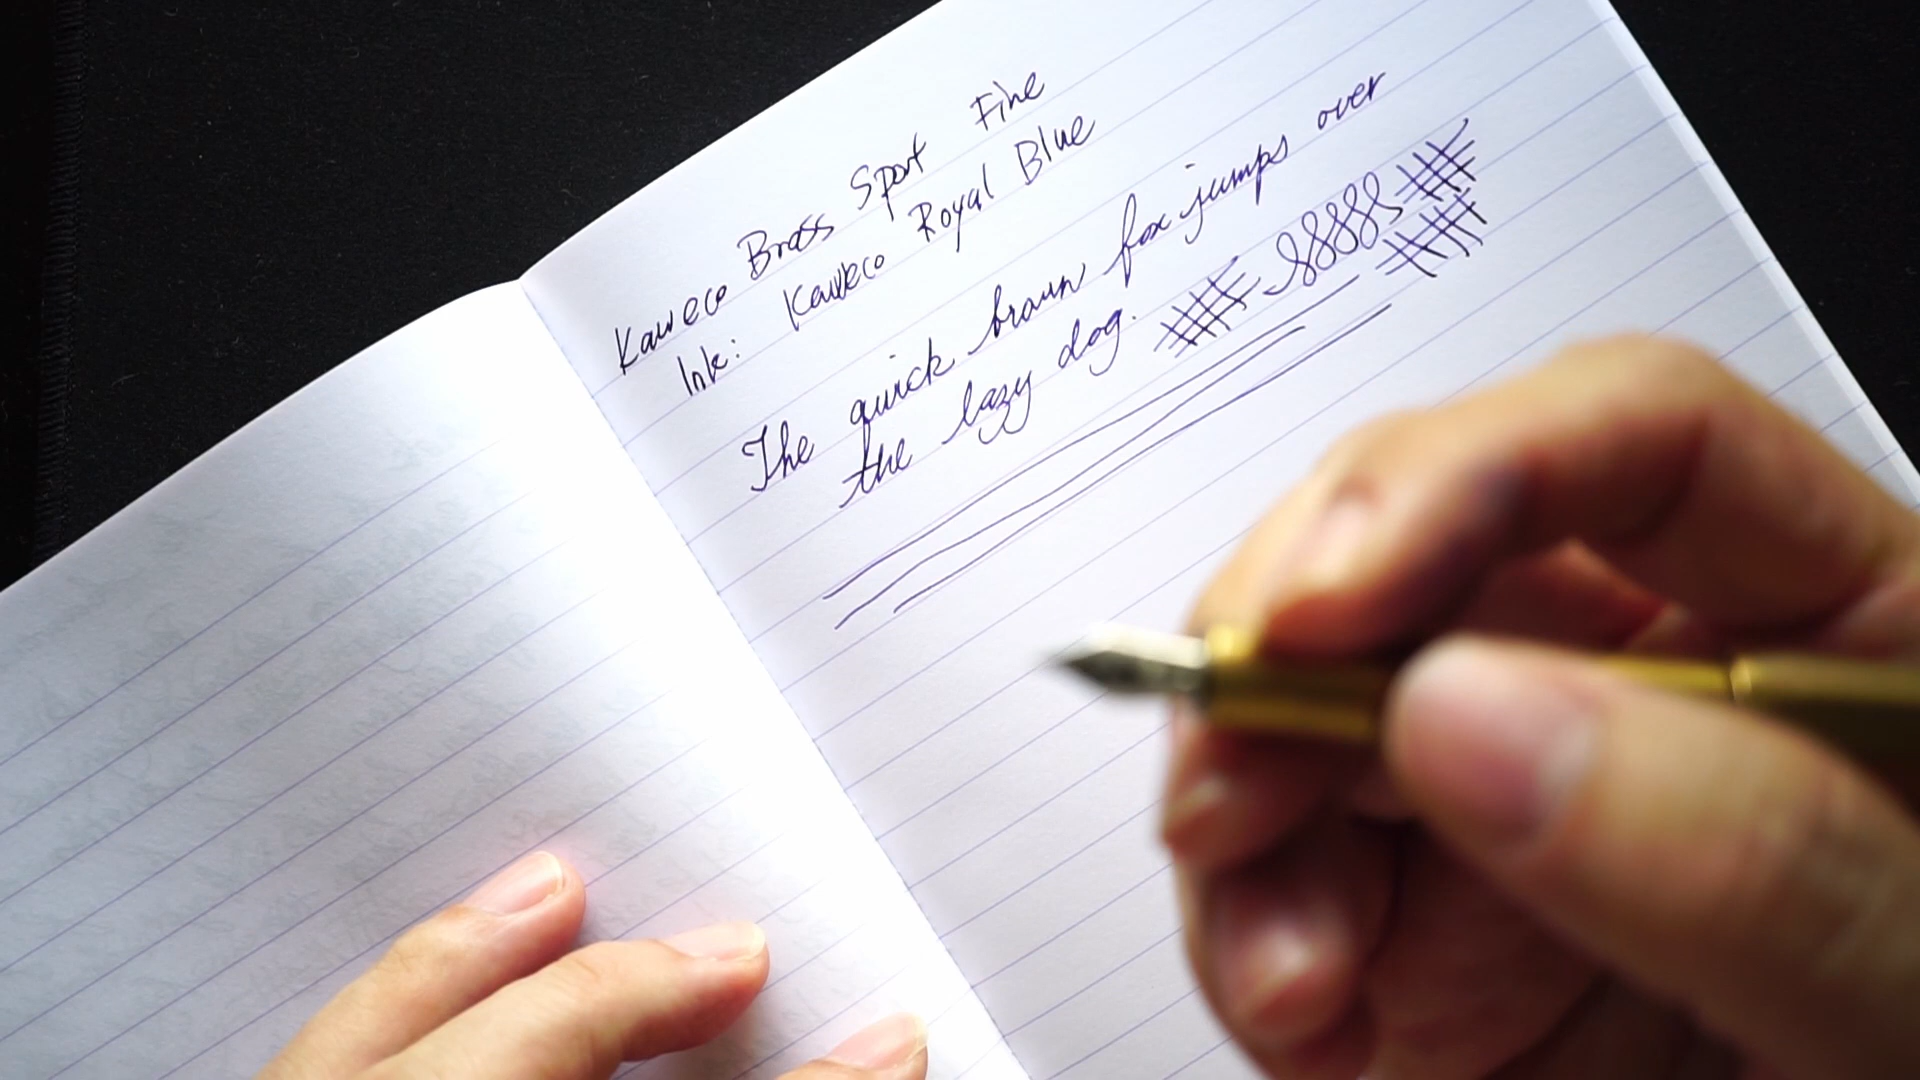 Kaweco Brass Sport Fine
Ink: Kaweco Royal Blue
The quick brown fox jumps over
the lazy dog.